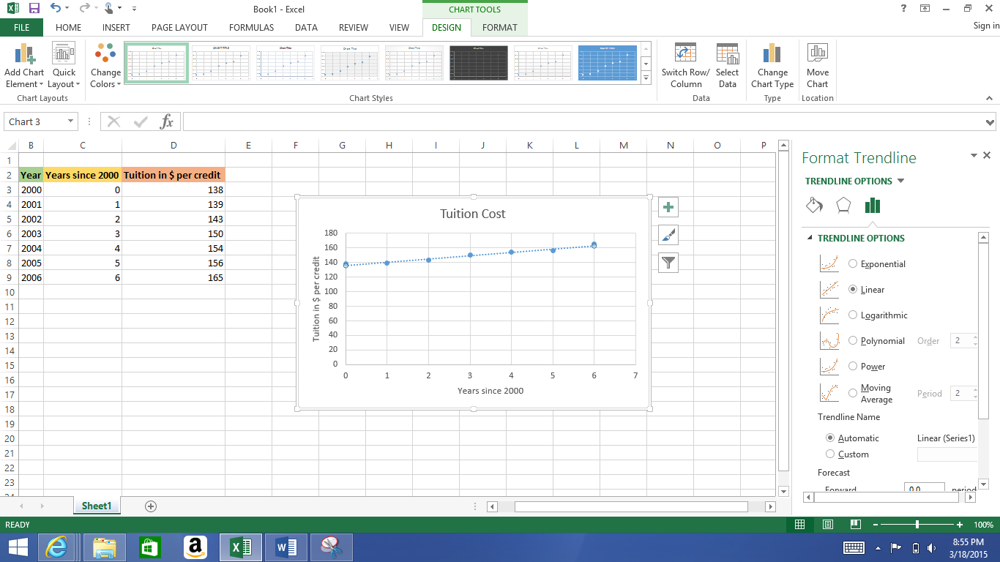 Book1 - Excel
CHART TOOLS
?
FILE
HOME
INSERT
PAGE LAYOUT
FORMULAS
DATA
REVIEW
VIEW
DESIGN
FORMAT
Sign in
Add Chart
Element
Quick
Layout
Change
Colors
Switch Row/
Column
Select
Data
Change
Chart Type
Move
Chart
Chart Layouts
Chart Styles
Data
Type
Location
Chart 3
fx
B C D E F G H I J K L M N O P
1
2 Year Years since 2000 Tuition in $ per credit
3 2000 0 138
4 2001 1 139
5 2002 2 143
6 2003 3 150
7 2004 4 154
8 2005 5 156
9 2006 6 165
10
11
12
13
14
15
16
17
18
19
20
21
22
23
Tuition Cost
180
160
140
120
100
80
60
40
20
0
Tuition in $ per credit
0 1 2 3 4 5 6 7
Years since 2000
Format Trendline
TRENDLINE OPTIONS
TRENDLINE OPTIONS
Exponential
Linear
Logarithmic
Polynomial Order 2
Power
Moving
Average
Period 2
Trendline Name
Automatic Linear (Series1)
Custom
Forecast
Forward 0.0 period
Sheet1
READY
100%
8:55 PM
3/18/2015